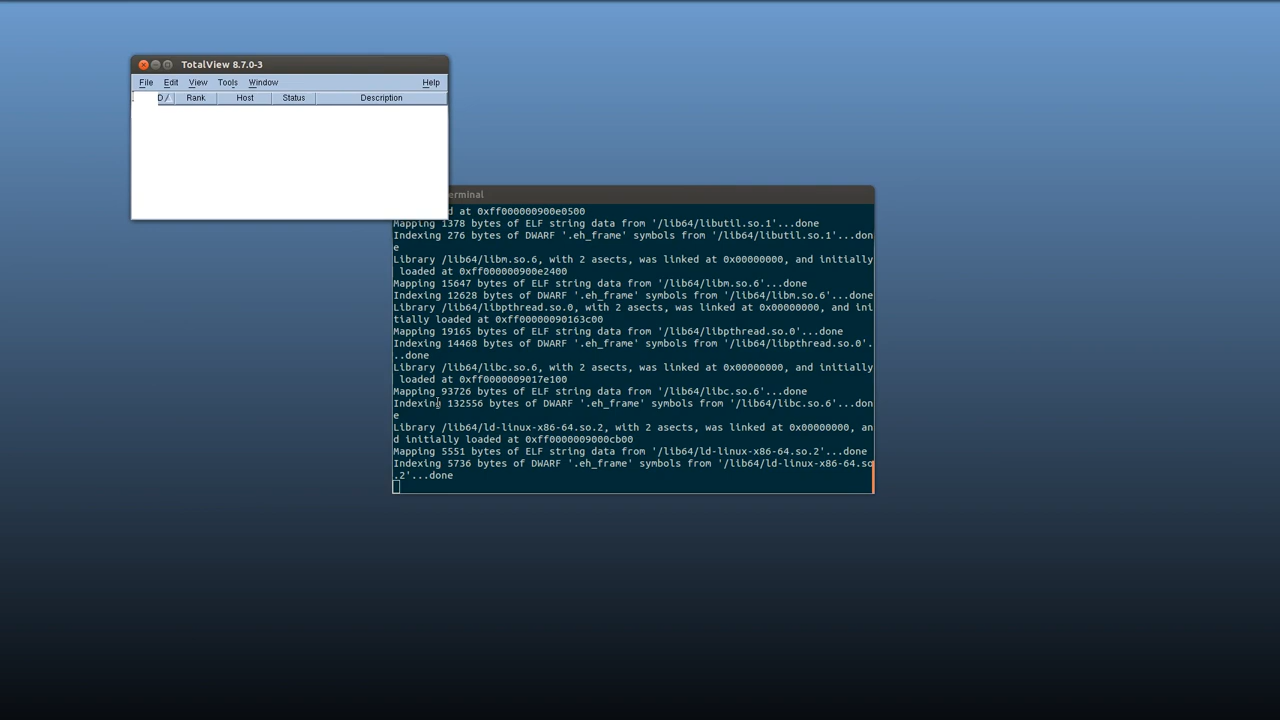 TotalView 8.7.0-3
File Edit View Tools Window Help
D / Rank Host Status Description
erminal
d at 0xff000000900e0500
Mapping 1378 bytes of ELF string data from '/lib64/libutil.so.1'...done
Indexing 276 bytes of DWARF '.eh_frame' symbols from '/lib64/libutil.so.1'...don
e
Library /lib64/libm.so.6, with 2 asects, was linked at 0x00000000, and initially
loaded at 0xff000000900e2400
Mapping 15647 bytes of ELF string data from '/lib64/libm.so.6'...done
Indexing 12628 bytes of DWARF '.eh_frame' symbols from '/lib64/libm.so.6'...done
Library /lib64/libpthread.so.0, with 2 asects, was linked at 0x00000000, and ini
tially loaded at 0xff00000090163c00
Mapping 19165 bytes of ELF string data from '/lib64/libpthread.so.0'...done
Indexing 14468 bytes of DWARF '.eh_frame' symbols from '/lib64/libpthread.so.0'.
..done
Library /lib64/libc.so.6, with 2 asects, was linked at 0x00000000, and initially
loaded at 0xff0000009017e100
Mapping 93726 bytes of ELF string data from '/lib64/libc.so.6'...done
Indexing 132556 bytes of DWARF '.eh_frame' symbols from '/lib64/libc.so.6'...don
e
Library /lib64/ld-linux-x86-64.so.2, with 2 asects, was linked at 0x00000000, an
d initially loaded at 0xff0000009000cb00
Mapping 5551 bytes of ELF string data from '/lib64/ld-linux-x86-64.so.2'...done
Indexing 5736 bytes of DWARF '.eh_frame' symbols from '/lib64/ld-linux-x86-64.so
.2'...done